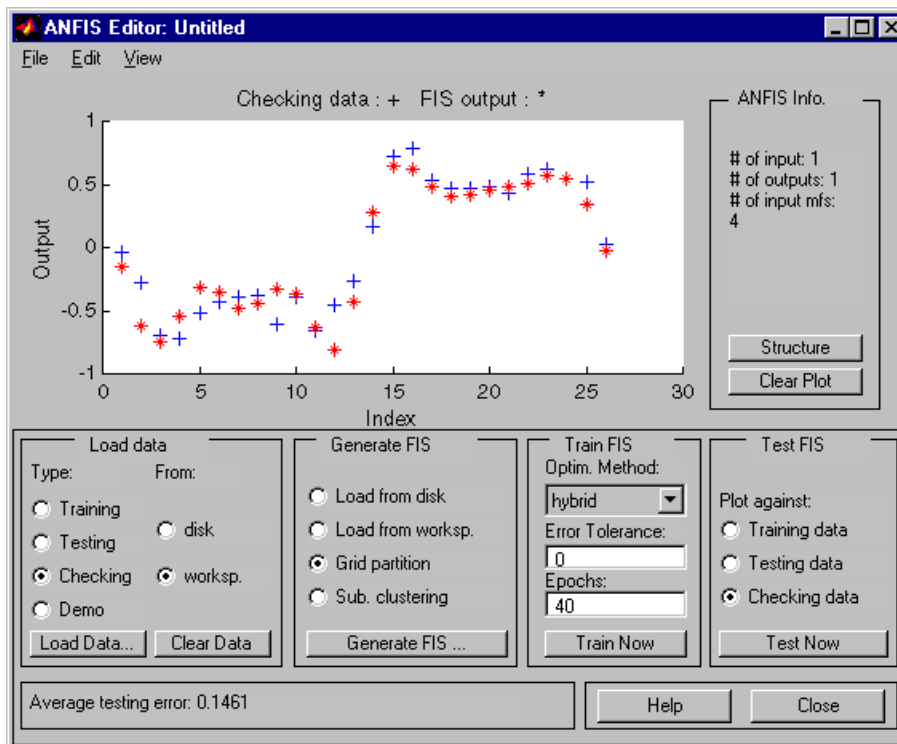 ANFIS Editor: Untitled
File Edit View
Checking data : + FIS output : *
ANFIS Info.
# of input: 1
# of outputs: 1
# of input mfs:
4
Structure
Clear Plot
Output
1
0.5
0
-0.5
-1
0 5 10 15 20 25 30
Index
Load data
Type: From:
Training
Testing
Checking
Demo
disk
worksp.
Load Data... Clear Data
Generate FIS
Load from disk
Load from worksp.
Grid partition
Sub. clustering
Generate FIS ...
Train FIS
Optim. Method:
hybrid
Error Tolerance:
0
Epochs:
40
Train Now
Test FIS
Plot against:
Training data
Testing data
Checking data
Test Now
Average testing error: 0.1461
Help Close